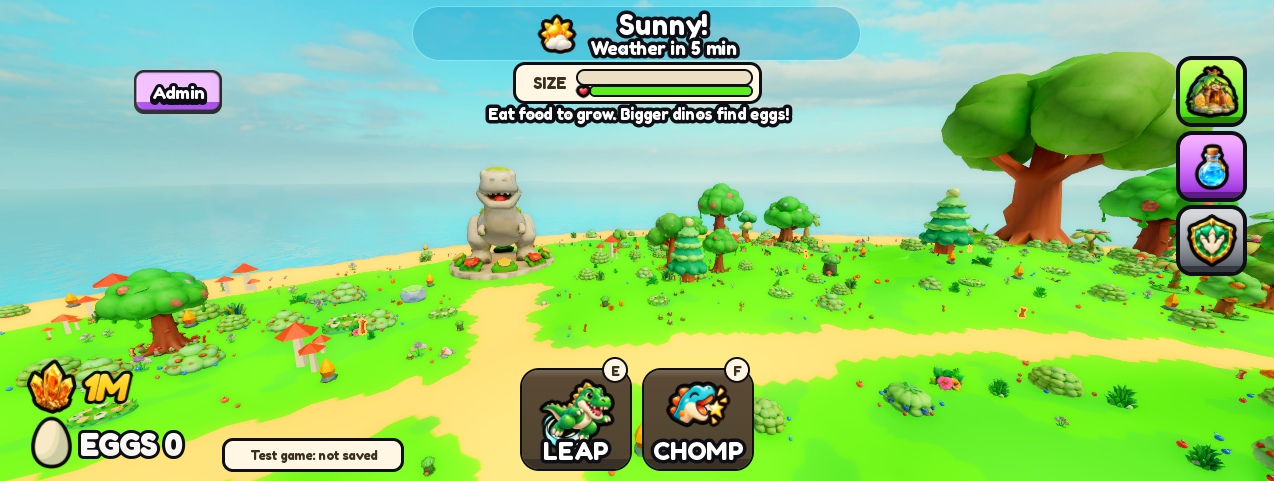 Sunny!
Weather in 5 min
Admin
SIZE
Eat food to grow. Bigger dinos find eggs!
1M
EGGS 0
Test game: not saved
E
LEAP
F
CHOMP